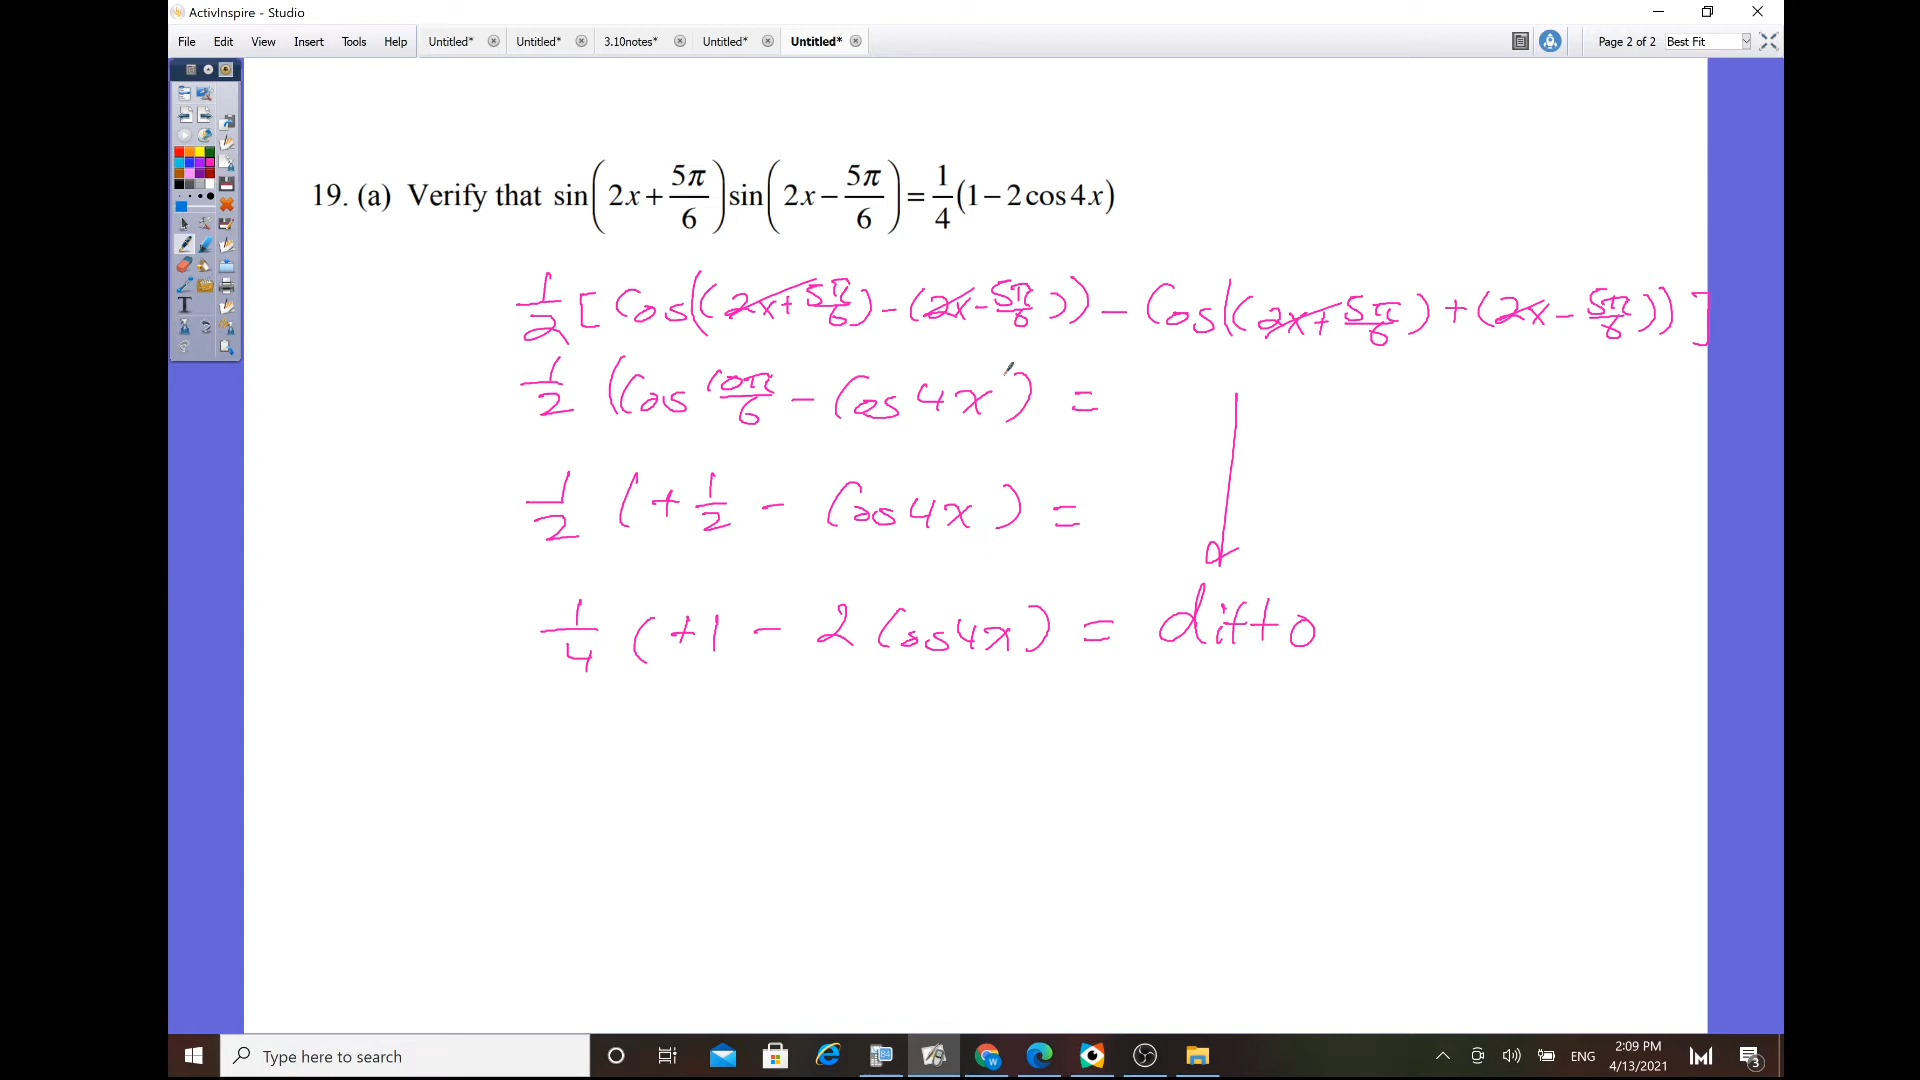 ActivInspire - Studio
File Edit View Insert Tools Help Untitled* Untitled* 3.10notes* Untitled* Untitled* Page 2 of 2 Best Fit
19. (a) Verify that sin(2x + 5π/6) sin(2x − 5π/6) = 1/4 (1 − 2 cos 4x)
1/2 [Cos((2x + 5π/6) − (2x − 5π/6)) − Cos((2x + 5π/6) + (2x − 5π/6))]
1/2 (Cos 10π/6 − Cos 4x) =
1/2 (+ 1/2 − Cos 4x) =
1/4 (+1 − 2 Cos 4x) = ditto
T
Type here to search
ENG
2:09 PM
4/13/2021
3